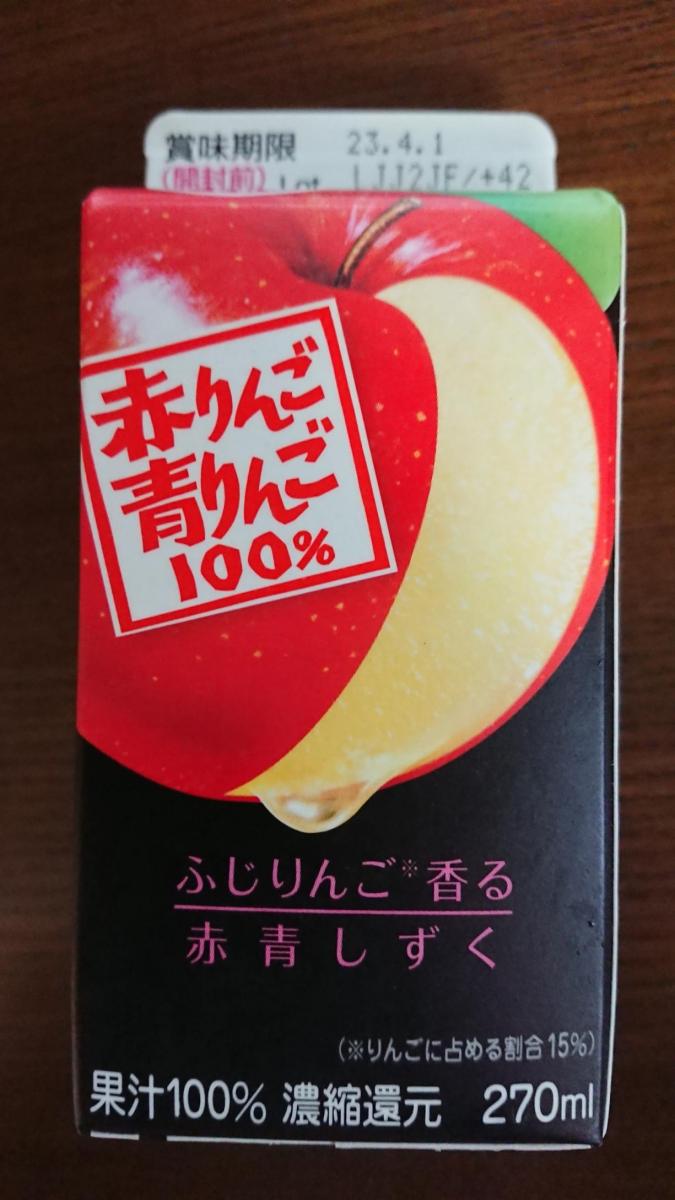 賞味期限 23.4.1
(開封前) Lot LJJ2JF/+42
赤りんご
青りんご
100%
ふじりんご※香る
赤青しずく
(※りんごに占める割合15%)
果汁100% 濃縮還元 270ml